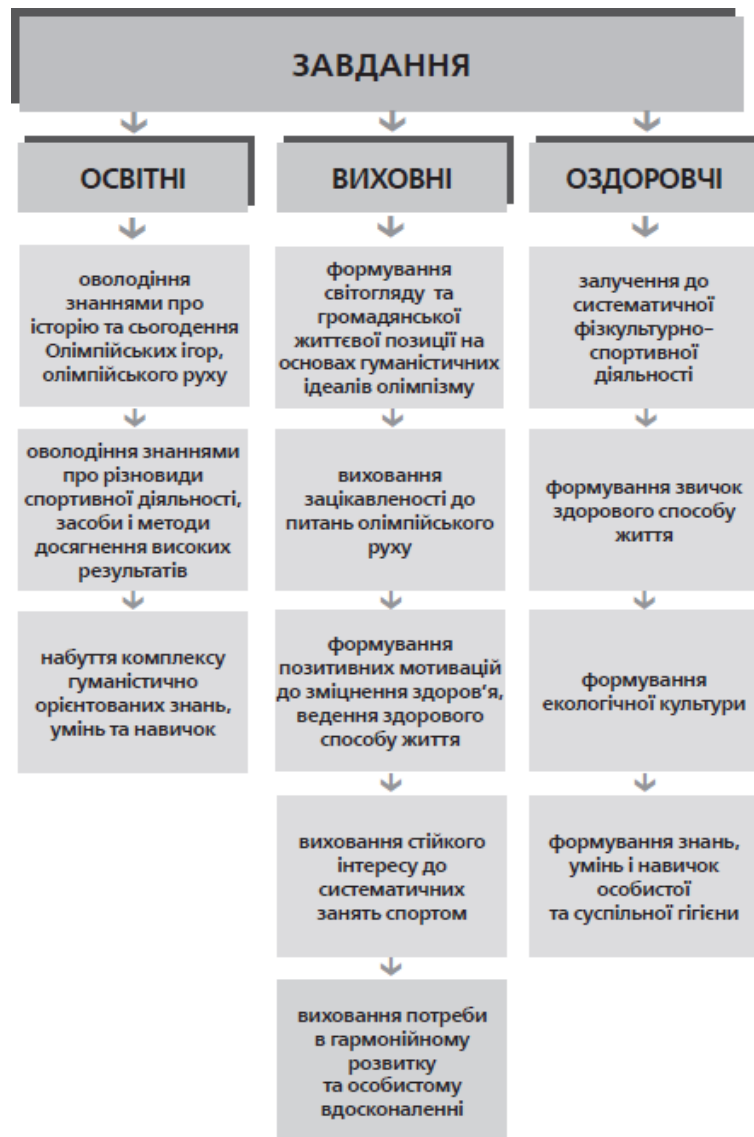 ЗАВДАННЯ
ОСВІТНІ
оволодіння
знаннями про
історію та сьогодення
Олімпійських ігор,
олімпійського руху
оволодіння знаннями
про різновиди
спортивної діяльності,
засоби і методи
досягнення високих
результатів
набуття комплексу
гуманістично
орієнтованих знань,
умінь та навичок
ВИХОВНІ
формування
світогляду та
громадянської
життєвої позиції на
основах гуманістичних
ідеалів олімпізму
виховання
зацікавленості до
питань олімпійського
руху
формування
позитивних мотивацій
до зміцнення здоров’я,
ведення здорового
способу життя
виховання стійкого
інтересу до
систематичних
занять спортом
виховання потреби
в гармонійному
розвитку
та особистому
вдосконаленні
ОЗДОРОВЧІ
залучення до
систематичної
фізкультурно-
спортивної
діяльності
формування звичок
здорового способу
життя
формування
екологічної культури
формування знань,
умінь і навичок
особистої
та суспільної гігієни